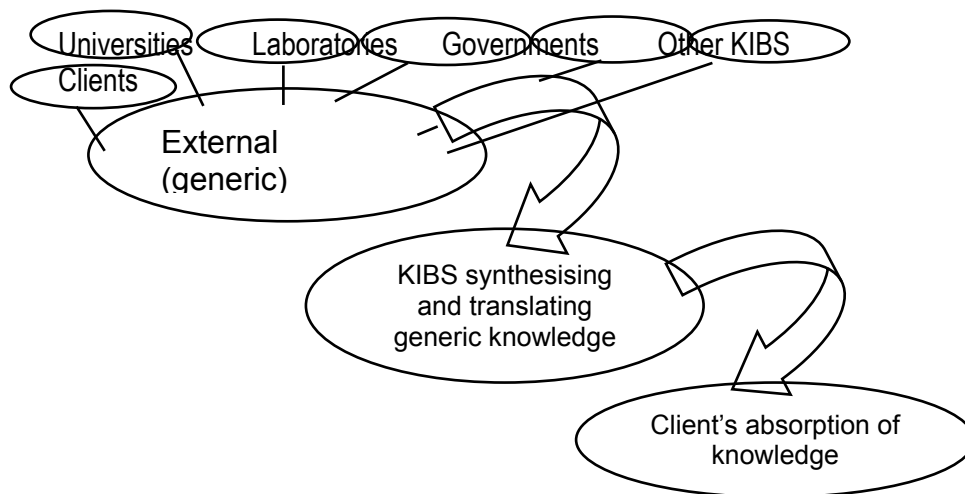 Universities Laboratories Governments Other KIBS
Clients
External
(generic)
KIBS synthesising
and translating
generic knowledge
Client’s absorption of
knowledge